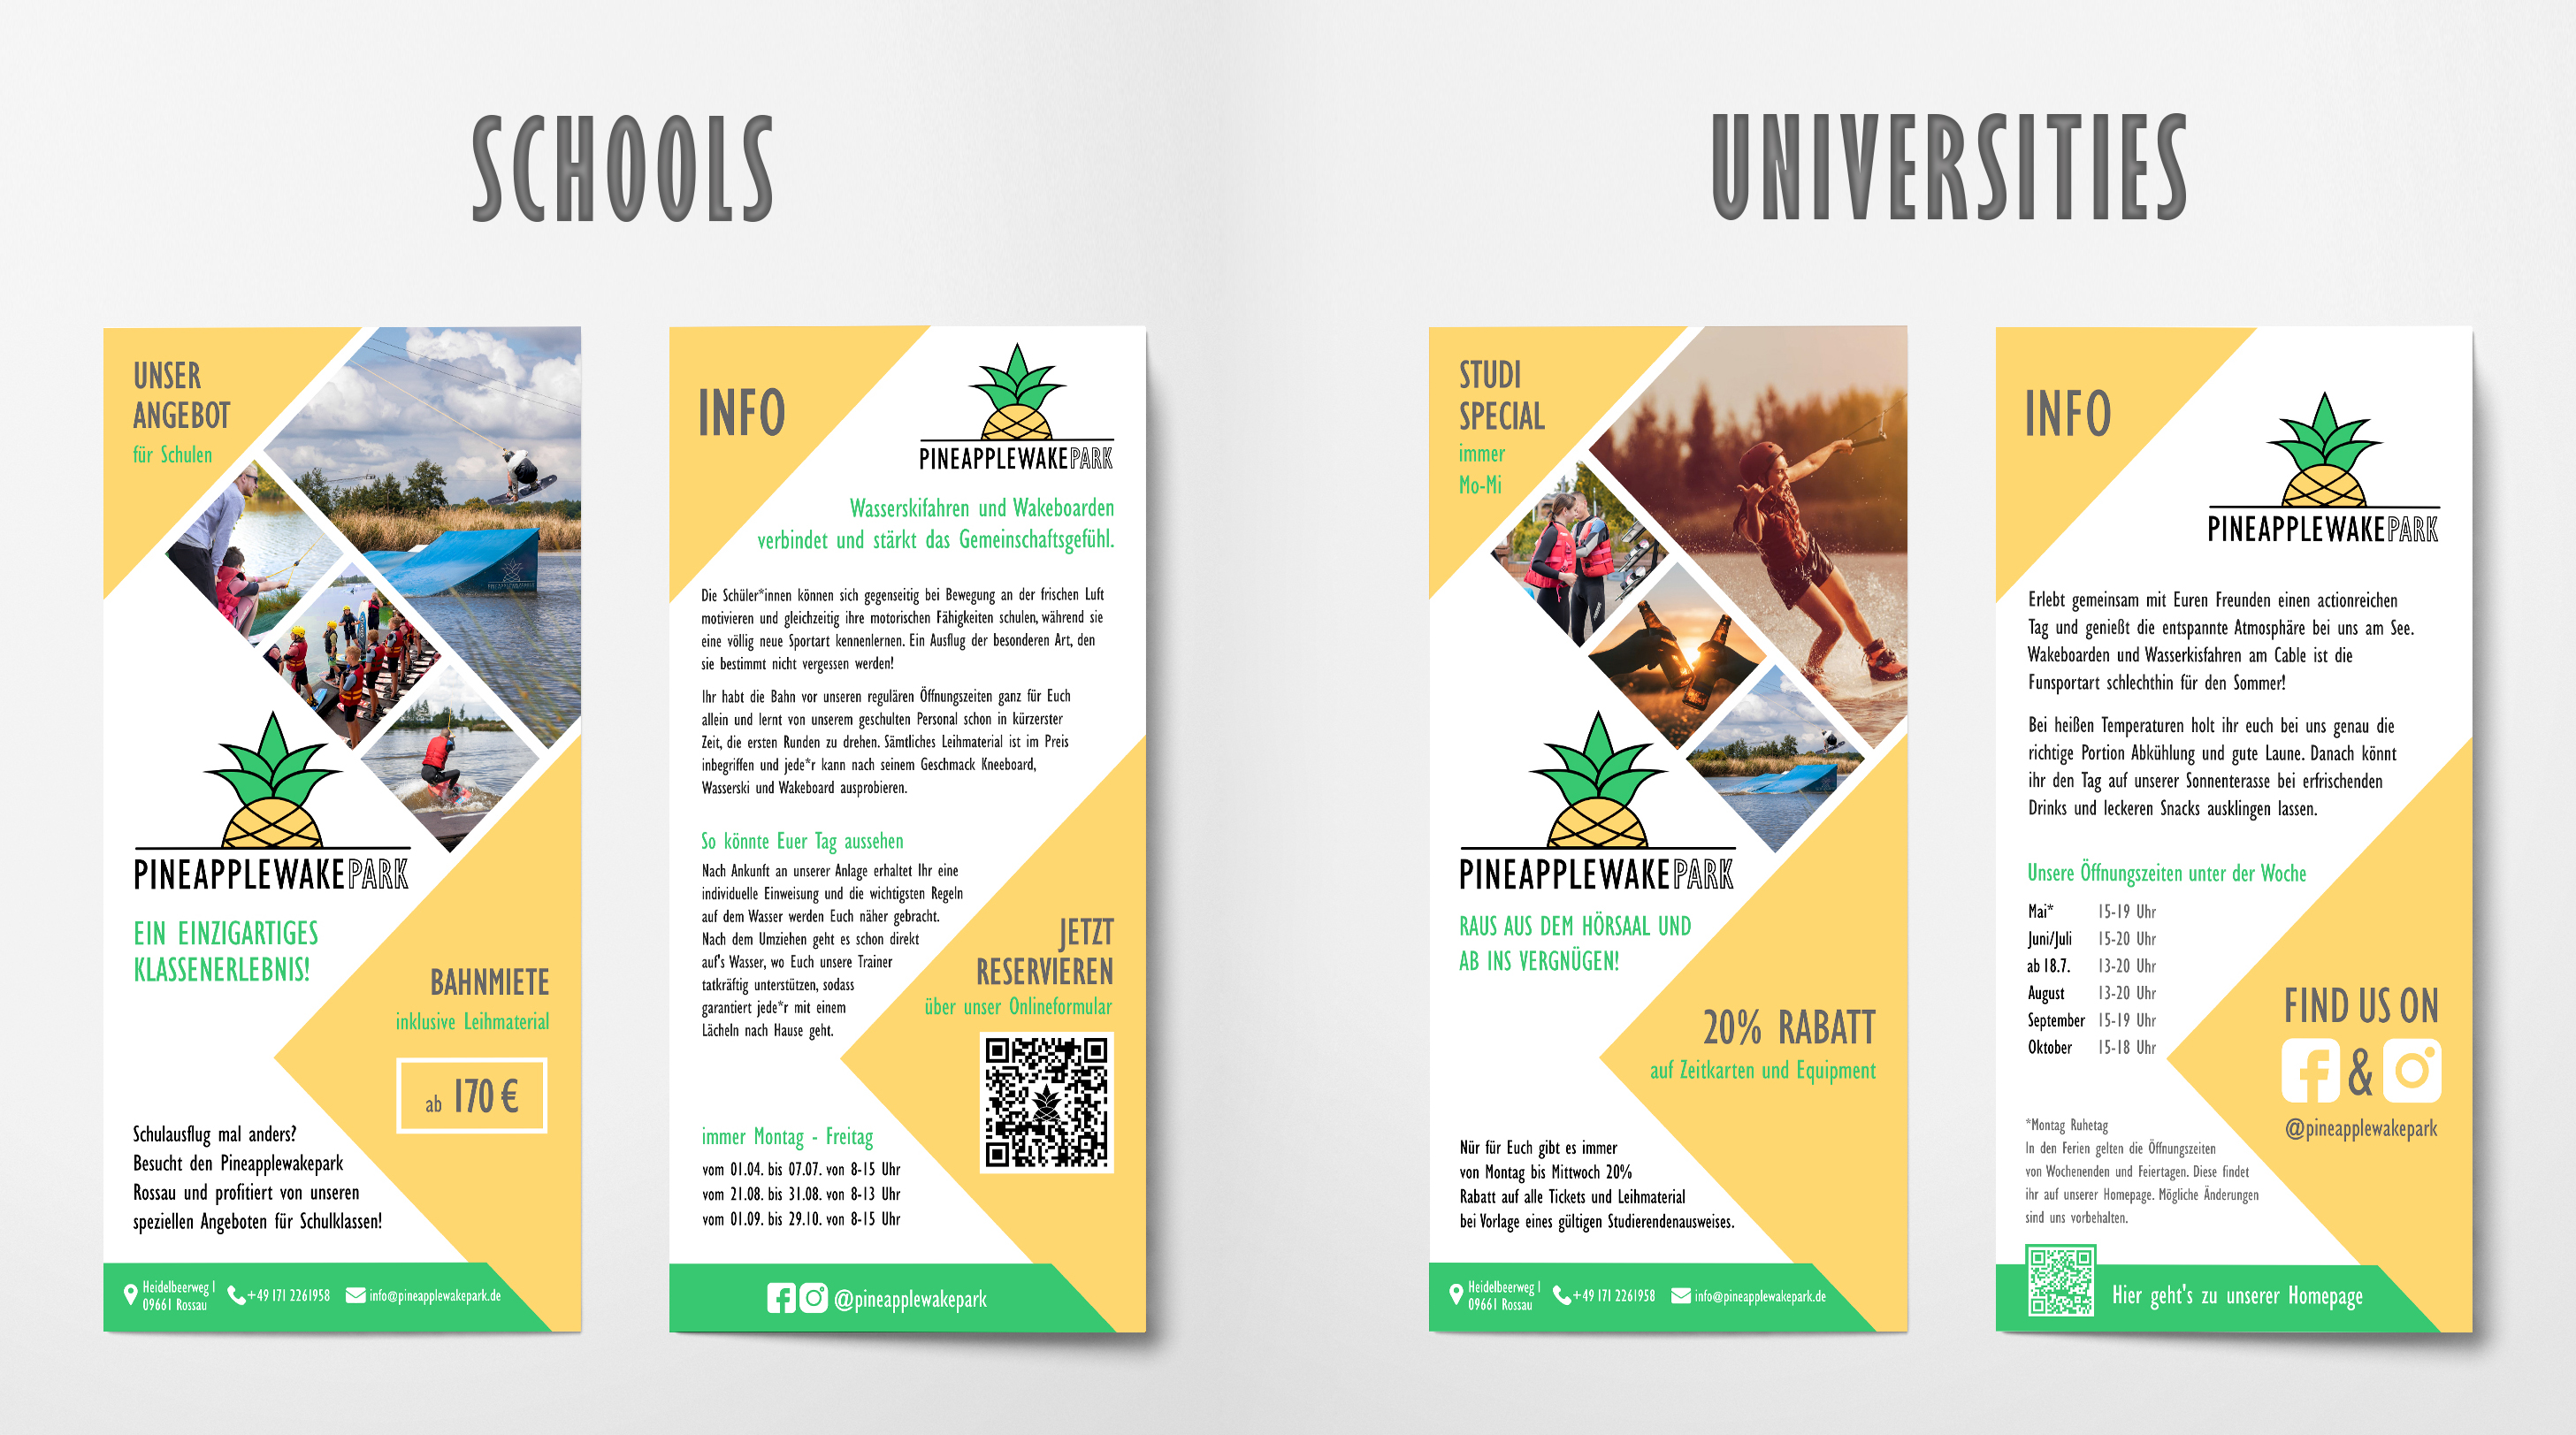 SCHOOLS
UNSER
ANGEBOT
für Schulen
PINEAPPLEWAKEPARK
EIN EINZIGARTIGES
KLASSENERLEBNIS!
BAHNMIETE
inklusive Leihmaterial
ab 170 €
Schulausflug mal anders?
Besucht den Pineapplewakepark
Rossau und profitiert von unseren
speziellen Angeboten für Schulklassen!
Heidelbeerweg 1
09661 Rossau
+49 171 2261958
info@pineapplewakepark.de
INFO
PINEAPPLEWAKEPARK
Wasserskifahren und Wakeboarden
verbindet und stärkt das Gemeinschaftsgefühl.
Die Schüler*innen können sich gegenseitig bei Bewegung an der frischen Luft
motivieren und gleichzeitig ihre motorischen Fähigkeiten schulen, während sie
eine völlig neue Sportart kennenlernen. Ein Ausflug der besonderen Art, den
sie bestimmt nicht vergessen werden!
Ihr habt die Bahn vor unseren regulären Öffnungszeiten ganz für Euch
allein und lernt von unserem geschulten Personal schon in kürzerster
Zeit, die ersten Runden zu drehen. Sämtliches Leihmaterial ist im Preis
inbegriffen und jede*r kann nach seinem Geschmack Kneeboard,
Wasserski und Wakeboard ausprobieren.
So könnte Euer Tag aussehen
Nach Ankunft an unserer Anlage erhaltet Ihr eine
individuelle Einweisung und die wichtigsten Regeln
auf dem Wasser werden Euch näher gebracht.
Nach dem Umziehen geht es schon direkt
auf's Wasser, wo Euch unsere Trainer
tatkräftig unterstützen, sodass
garantiert jede*r mit einem
Lächeln nach Hause geht.
JETZT
RESERVIEREN
über unser Onlineformular
immer Montag - Freitag
vom 01.04. bis 07.07. von 8-15 Uhr
vom 21.08. bis 31.08. von 8-13 Uhr
vom 01.09. bis 29.10. von 8-15 Uhr
@pineapplewakepark
UNIVERSITIES
STUDI
SPECIAL
immer
Mo-Mi
PINEAPPLEWAKEPARK
RAUS AUS DEM HÖRSAAL UND
AB INS VERGNÜGEN!
20% RABATT
auf Zeitkarten und Equipment
Nür für Euch gibt es immer
von Montag bis Mittwoch 20%
Rabatt auf alle Tickets und Leihmaterial
bei Vorlage eines gültigen Studierendenausweises.
Heidelbeerweg 1
09661 Rossau
+49 171 2261958
info@pineapplewakepark.de
INFO
PINEAPPLEWAKEPARK
Erlebt gemeinsam mit Euren Freunden einen actionreichen
Tag und genießt die entspannte Atmosphäre bei uns am See.
Wakeboarden und Wasserkisfahren am Cable ist die
Funsportart schlechthin für den Sommer!
Bei heißen Temperaturen holt ihr euch bei uns genau die
richtige Portion Abkühlung und gute Laune. Danach könnt
ihr den Tag auf unserer Sonnenterasse bei erfrischenden
Drinks und leckeren Snacks ausklingen lassen.
Unsere Öffnungszeiten unter der Woche
Mai* 15-19 Uhr
Juni/Juli 15-20 Uhr
ab 18.7. 13-20 Uhr
August 13-20 Uhr
September 15-19 Uhr
Oktober 15-18 Uhr
FIND US ON
&
@pineapplewakepark
*Montag Ruhetag
In den Ferien gelten die Öffnungszeiten
von Wochenenden und Feiertagen. Diese findet
ihr auf unserer Homepage. Mögliche Änderungen
sind uns vorbehalten.
Hier geht's zu unserer Homepage